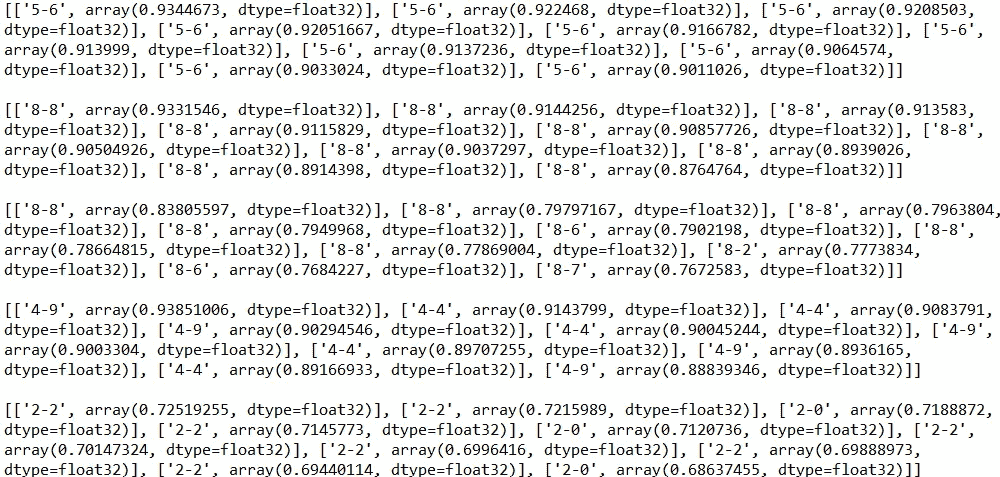 [['5-6', array(0.9344673, dtype=float32)], ['5-6', array(0.922468, dtype=float32)], ['5-6', array(0.9208503,
dtype=float32)], ['5-6', array(0.92051667, dtype=float32)], ['5-6', array(0.9166782, dtype=float32)], ['5-6',
array(0.913999, dtype=float32)], ['5-6', array(0.9137236, dtype=float32)], ['5-6', array(0.9064574,
dtype=float32)], ['5-6', array(0.9033024, dtype=float32)], ['5-6', array(0.9011026, dtype=float32)]]
[['8-8', array(0.9331546, dtype=float32)], ['8-8', array(0.9144256, dtype=float32)], ['8-8', array(0.913583,
dtype=float32)], ['8-8', array(0.9115829, dtype=float32)], ['8-8', array(0.90857726, dtype=float32)], ['8-8',
array(0.90504926, dtype=float32)], ['8-8', array(0.9037297, dtype=float32)], ['8-8', array(0.8939026,
dtype=float32)], ['8-8', array(0.8914398, dtype=float32)], ['8-8', array(0.8764764, dtype=float32)]]
[['8-8', array(0.83805597, dtype=float32)], ['8-8', array(0.79797167, dtype=float32)], ['8-8', array(0.7963804,
dtype=float32)], ['8-8', array(0.7949968, dtype=float32)], ['8-6', array(0.7902198, dtype=float32)], ['8-8',
array(0.78664815, dtype=float32)], ['8-8', array(0.77869004, dtype=float32)], ['8-2', array(0.7773834,
dtype=float32)], ['8-6', array(0.7684227, dtype=float32)], ['8-7', array(0.7672583, dtype=float32)]]
[['4-9', array(0.93851006, dtype=float32)], ['4-4', array(0.9143799, dtype=float32)], ['4-4', array(0.9083791,
dtype=float32)], ['4-9', array(0.90294546, dtype=float32)], ['4-4', array(0.90045244, dtype=float32)], ['4-9',
array(0.9003304, dtype=float32)], ['4-4', array(0.89707255, dtype=float32)], ['4-9', array(0.8936165,
dtype=float32)], ['4-4', array(0.89166933, dtype=float32)], ['4-9', array(0.88839346, dtype=float32)]]
[['2-2', array(0.72519255, dtype=float32)], ['2-2', array(0.7215989, dtype=float32)], ['2-0', array(0.7188872,
dtype=float32)], ['2-2', array(0.7145773, dtype=float32)], ['2-0', array(0.7120736, dtype=float32)], ['2-2',
array(0.70147324, dtype=float32)], ['2-2', array(0.6996416, dtype=float32)], ['2-2', array(0.69888973,
dtype=float32)], ['2-2', array(0.69440114, dtype=float32)], ['2-0', array(0.68637455, dtype=float32)]]